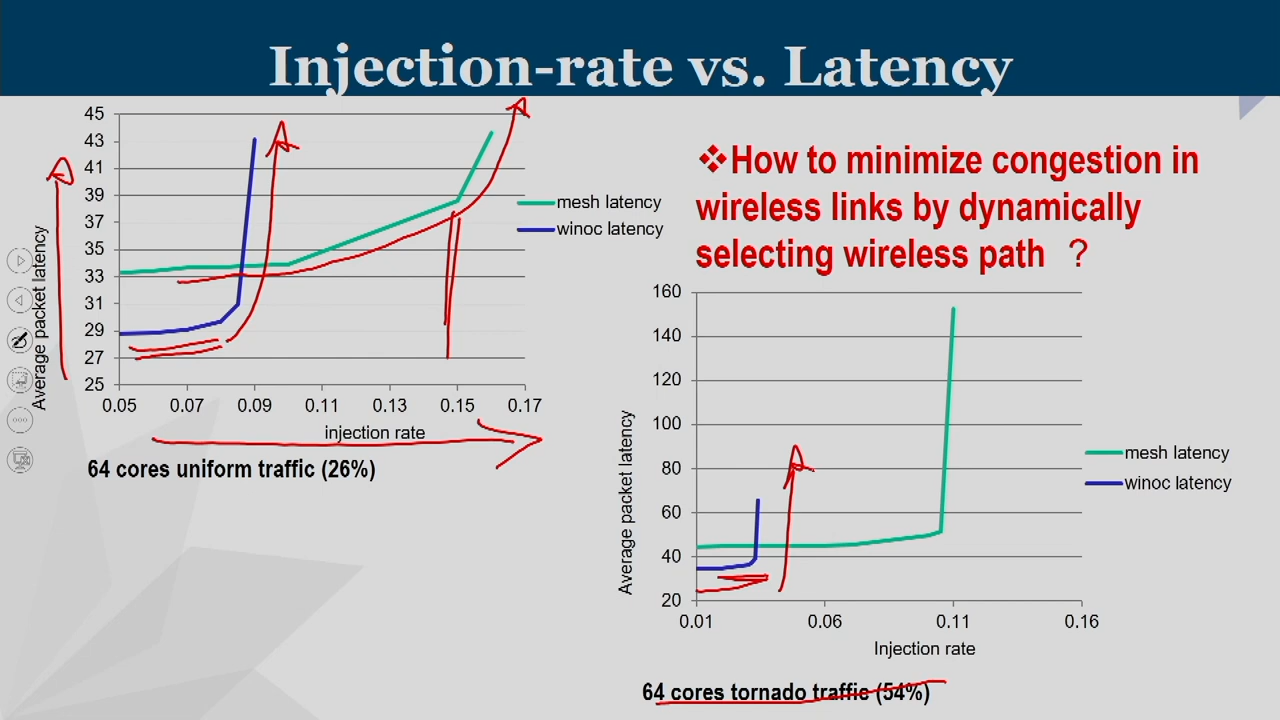 Injection-rate vs. Latency
45
43
41
39
37
35
33
31
29
27
25
Average packet latency
0.05 0.07 0.09 0.11 0.13 0.15 0.17
injection rate
mesh latency
winoc latency
64 cores uniform traffic (26%)
❖How to minimize congestion in
wireless links by dynamically
selecting wireless path ?
160
140
120
100
80
60
40
20
Average packet latency
0.01 0.06 0.11 0.16
Injection rate
mesh latency
winoc latency
64 cores tornado traffic (54%)